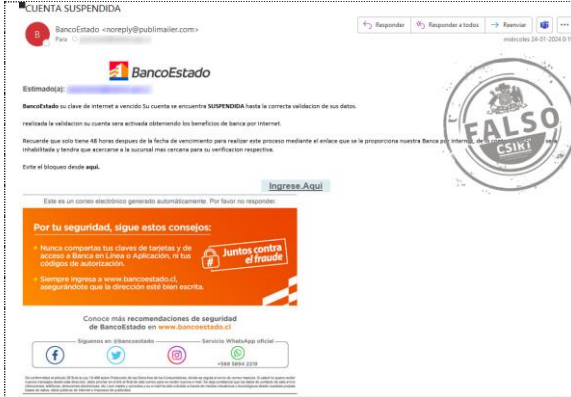 CUENTA SUSPENDIDA
Responder
Responder a todos
Reenviar
B
BancoEstado <noreply@publimailer.com>
Para
miércoles 24-01-2024 0:1
BancoEstado
Estimado(a):
BancoEstado su clave de internet a vencido Su cuenta se encuentra SUSPENDIDA hasta la correcta validacion de sus datos.
realizada la validacion su cuenta sera activada obteniendo los beneficios de banca por internet.
Recuerde que solo tiene 48 horas despues de la fecha de vencimiento para realizar este proceso mediante el enlace que se le proporciona nuestra Banca por internet, de lo
inhabilitada y tendra que acercarse a la sucursal mas cercana para su verificacion respectiva.
FALSO
CSIRT
Evite el bloqueo desde aquí.
Ingrese.Aquí
Este es un correo electrónico generado automáticamente. Por favor no responder.
Por tu seguridad, sigue estos consejos:
Nunca compartas tus claves de tarjetas y de
acceso a Banca en Línea o Aplicación, ni tus
códigos de autorización.
Siempre ingresa a www.bancoestado.cl,
asegurándote que la dirección esté bien escrita.
Juntos contra
el fraude
Conoce más recomendaciones de seguridad
de BancoEstado en www.bancoestado.cl
Síguenos en @bancoestado
Servicio WhatsApp oficial
+569 5694 2219